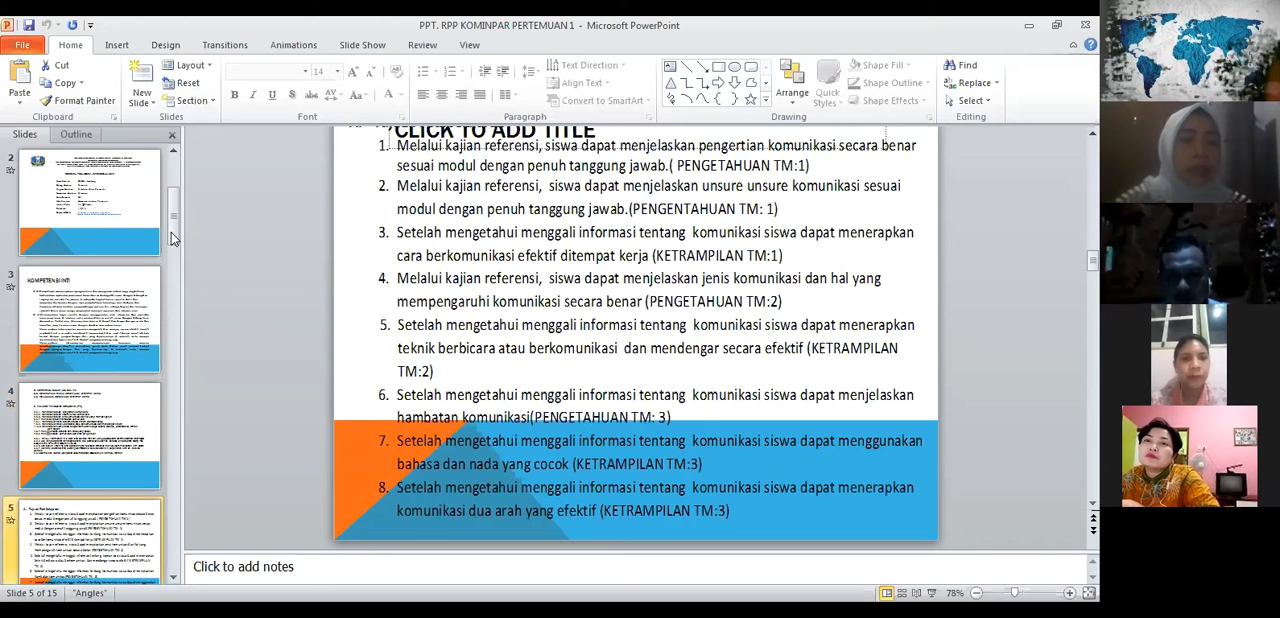 PPT. RPP KOMINPAR PERTEMUAN 1 - Microsoft PowerPoint
File Home Insert Design Transitions Animations Slide Show Review View
Cut
Copy
Format Painter
Paste
Clipboard
New
Slide
Layout
Reset
Section
Slides
14
Font
Text Direction
Align Text
Convert to SmartArt
Paragraph
Arrange
Quick
Styles
Shape Fill
Shape Outline
Shape Effects
Drawing
Find
Replace
Select
Editing
Slides Outline
2
3
KOMPETENSI INTI
4
5
CLICK TO ADD TITLE
1. Melalui kajian referensi, siswa dapat menjelaskan pengertian komunikasi secara benar
sesuai modul dengan penuh tanggung jawab.( PENGETAHUAN TM:1)
2. Melalui kajian referensi, siswa dapat menjelaskan unsure unsure komunikasi sesuai
modul dengan penuh tanggung jawab.(PENGENTAHUAN TM: 1)
3. Setelah mengetahui menggali informasi tentang komunikasi siswa dapat menerapkan
cara berkomunikasi efektif ditempat kerja (KETRAMPILAN TM:1)
4. Melalui kajian referensi, siswa dapat menjelaskan jenis komunikasi dan hal yang
mempengaruhi komunikasi secara benar (PENGETAHUAN TM:2)
5. Setelah mengetahui menggali informasi tentang komunikasi siswa dapat menerapkan
teknik bertanya atau berkomunikasi dan mendengar secara efektif (KETRAMPILAN
TM:2)
6. Setelah mengetahui menggali informasi tentang komunikasi siswa dapat menjelaskan
hambatan komunikasi(PENGETAHUAN TM: 3)
7. Setelah mengetahui menggali informasi tentang komunikasi siswa dapat menggunakan
bahasa dan nada yang cocok (KETRAMPILAN TM:3)
8. Setelah mengetahui menggali informasi tentang komunikasi siswa dapat menerapkan
komunikasi dua aran yang efektif (KETRAMPILAN TM:3)
Click to add notes
Slide 5 of 15 "Angles" 78%